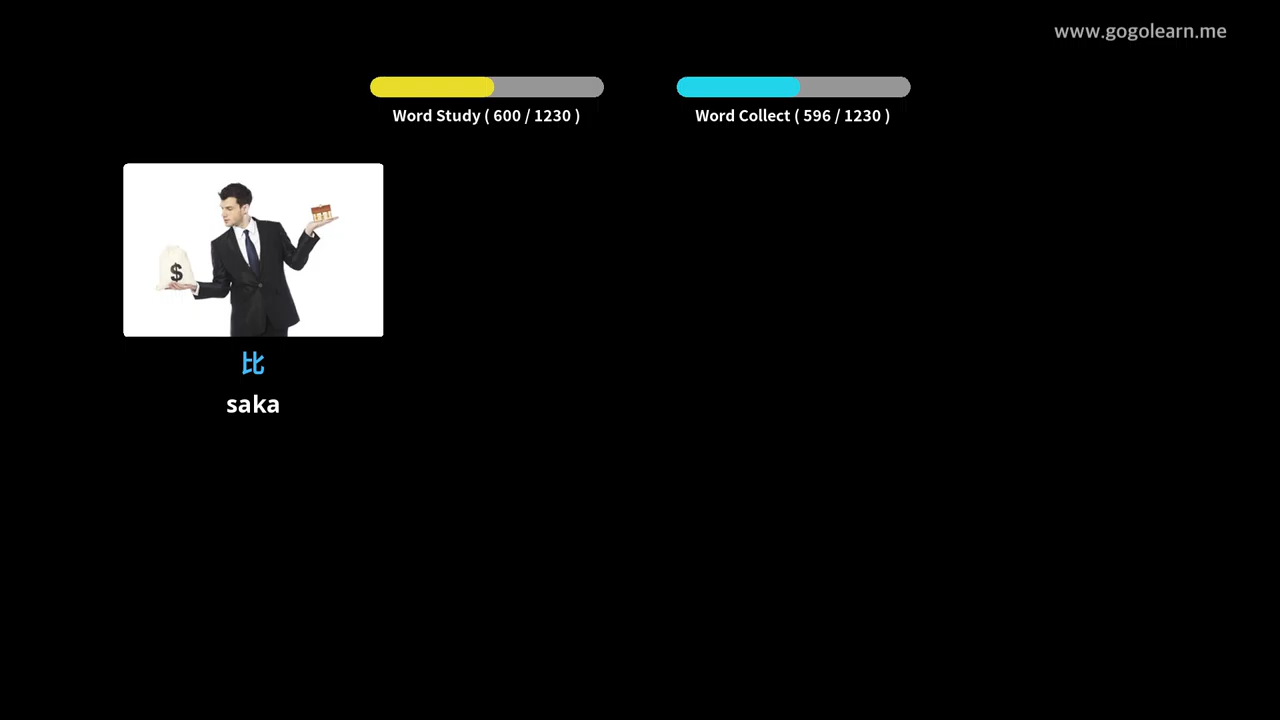 www.gogolearn.me
Word Study ( 600 / 1230 )
Word Collect ( 596 / 1230 )
$
比
saka